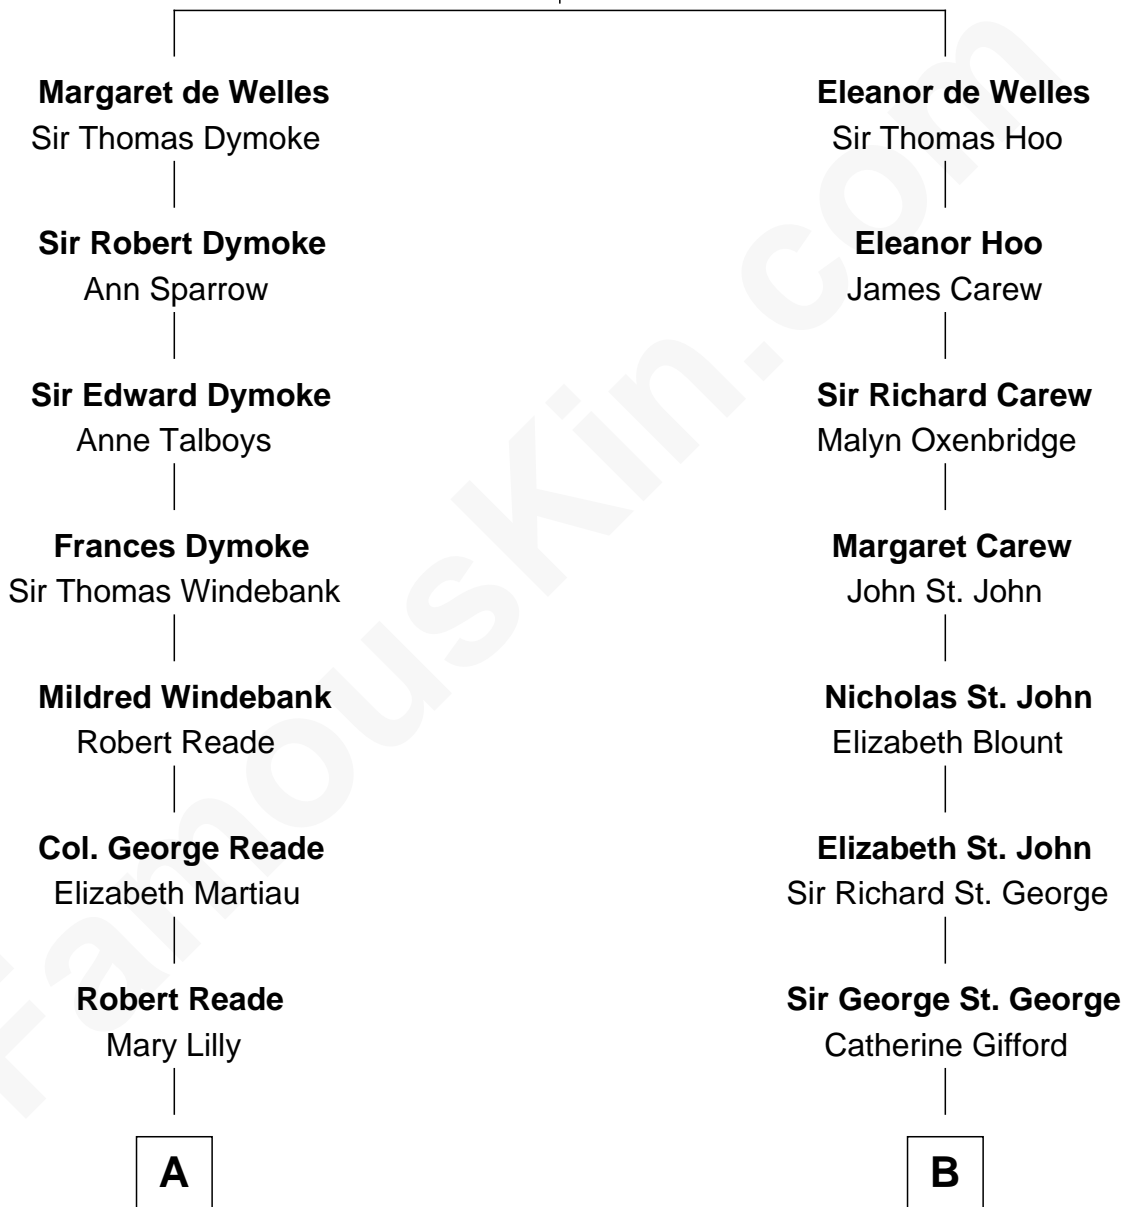 Margaret de Welles
Sir Thomas Dymoke
Eleanor de Welles
Sir Thomas Hoo
Sir Robert Dymoke
Ann Sparrow
Eleanor Hoo
James Carew
Sir Edward Dymoke
Anne Talboys
Sir Richard Carew
Malyn Oxenbridge
Frances Dymoke
Sir Thomas Windebank
Margaret Carew
John St. John
Mildred Windebank
Robert Reade
Nicholas St. John
Elizabeth Blount
Col. George Reade
Elizabeth Martiau
Elizabeth St. John
Sir Richard St. George
Robert Reade
Mary Lilly
Sir George St. George
Catherine Gifford
A
B
FamousKin.com